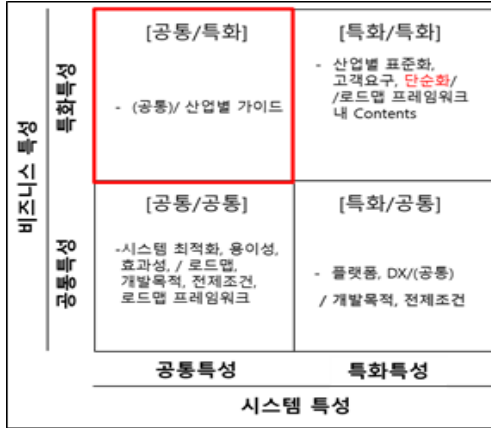 [공통/특화]
- (공통)/ 산업별 가이드
[특화/특화]
- 산업별 표준화,
고객요구, 단순화/
/로드맵 프레임워크
내 Contents
[공통/공통]
-시스템 최적화, 용이성,
효과성, / 로드맵,
개발목적, 전제조건,
로드맵 프레임워크
[특화/공통]
- 플랫폼, DX/(공통)
/ 개발목적, 전제조건
비즈니스 특성
특화특성
공통특성
공통특성
특화특성
시스템 특성